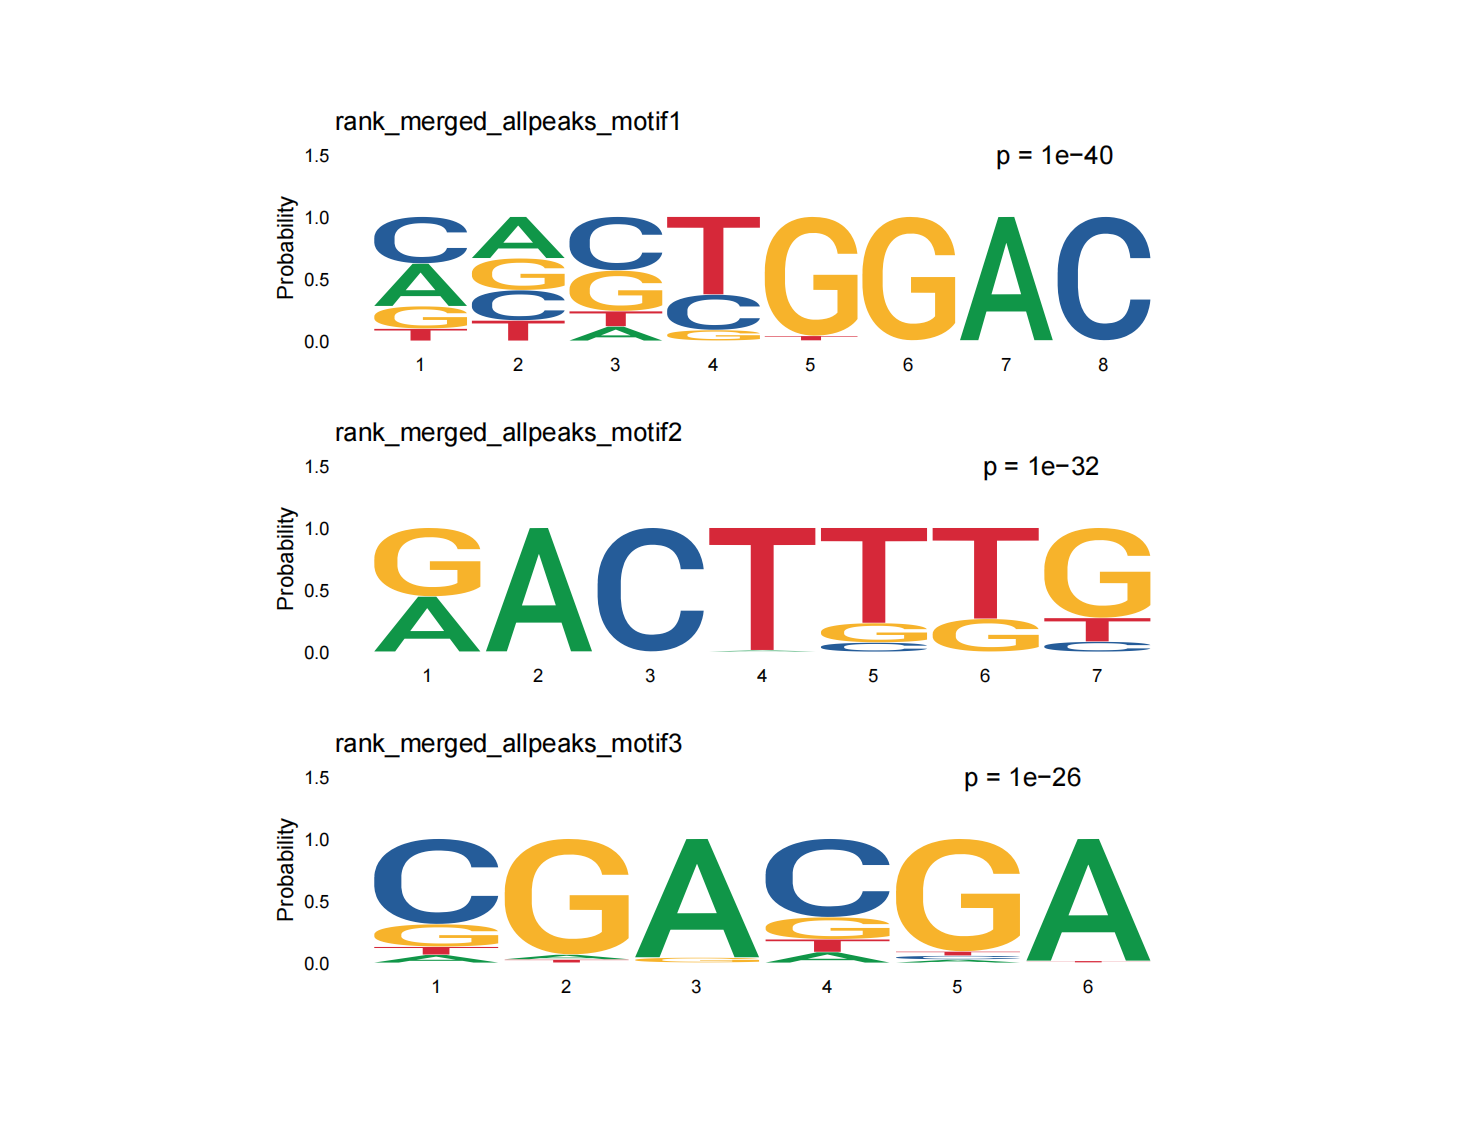 rank_merged_allpeaks_motif1
p = 1e−40
Probability
1.5
1.0
0.5
0.0
C A C T G G A C
A G G C T
G C T G
T T A
1 2 3 4 5 6 7 8
rank_merged_allpeaks_motif2
p = 1e−32
Probability
1.5
1.0
0.5
0.0
G A C T T T G
A A G G T
C C
1 2 3 4 5 6 7
rank_merged_allpeaks_motif3
p = 1e−26
Probability
1.5
1.0
0.5
0.0
C G A C G A
G A G G T T
T T T C
A A A
1 2 3 4 5 6